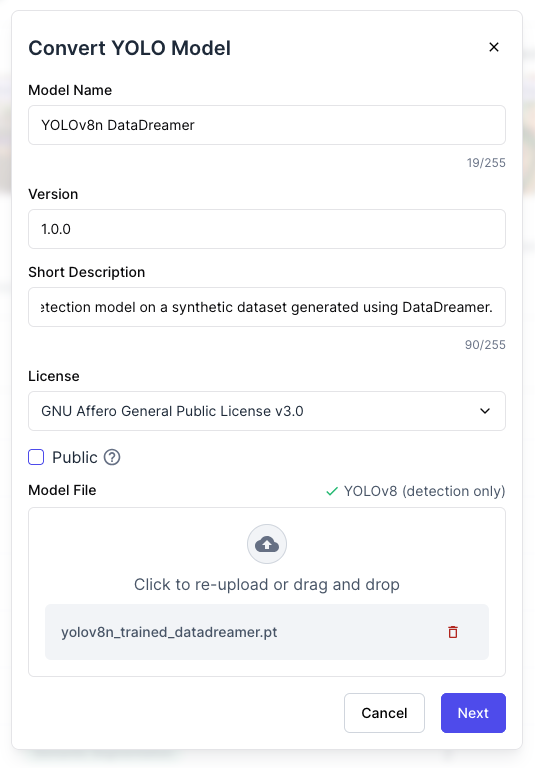 Convert YOLO Model
Model Name
YOLOv8n DataDreamer
19/255
Version
1.0.0
Short Description
etection model on a synthetic dataset generated using DataDreamer.
90/255
License
GNU Affero General Public License v3.0
Public
Model File
YOLOv8 (detection only)
Click to re-upload or drag and drop
yolov8n_trained_datadreamer.pt
Cancel
Next